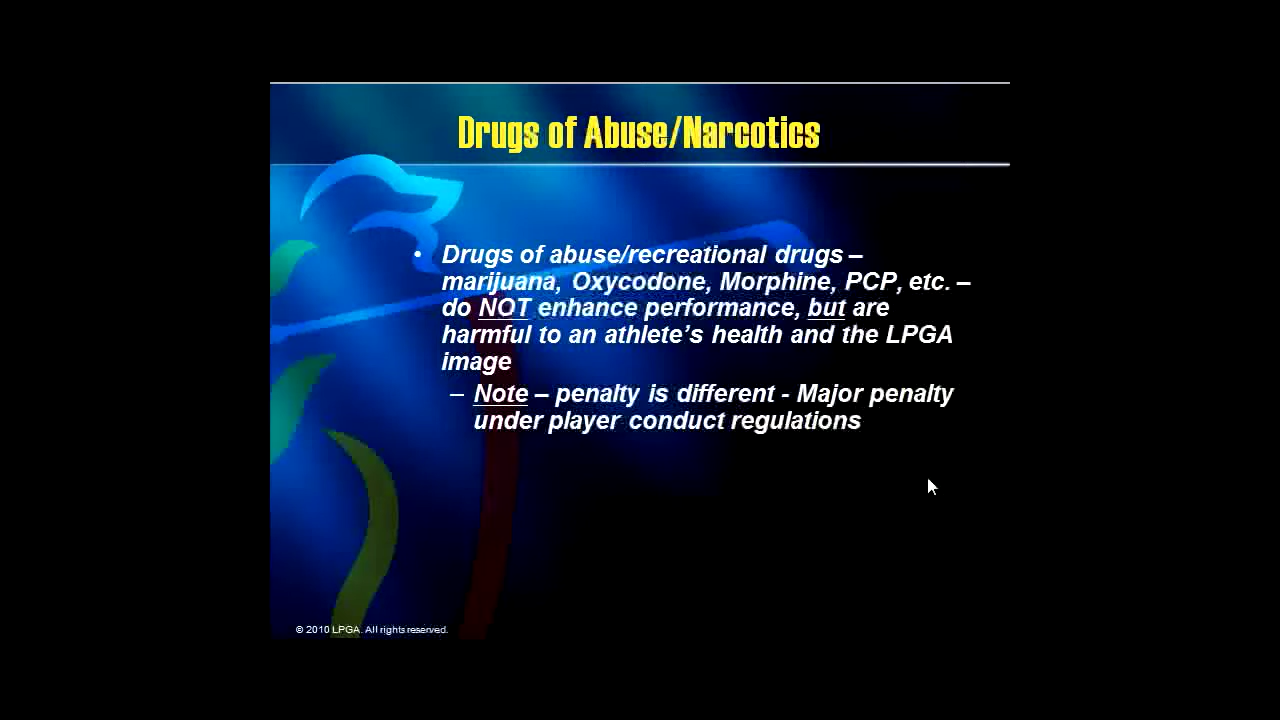 Drugs of Abuse/Narcotics
• Drugs of abuse/recreational drugs –
marijuana, Oxycodone, Morphine, PCP, etc. –
do NOT enhance performance, but are
harmful to an athlete's health and the LPGA
image
– Note – penalty is different - Major penalty
under player conduct regulations
© 2010 LPGA. All rights reserved.